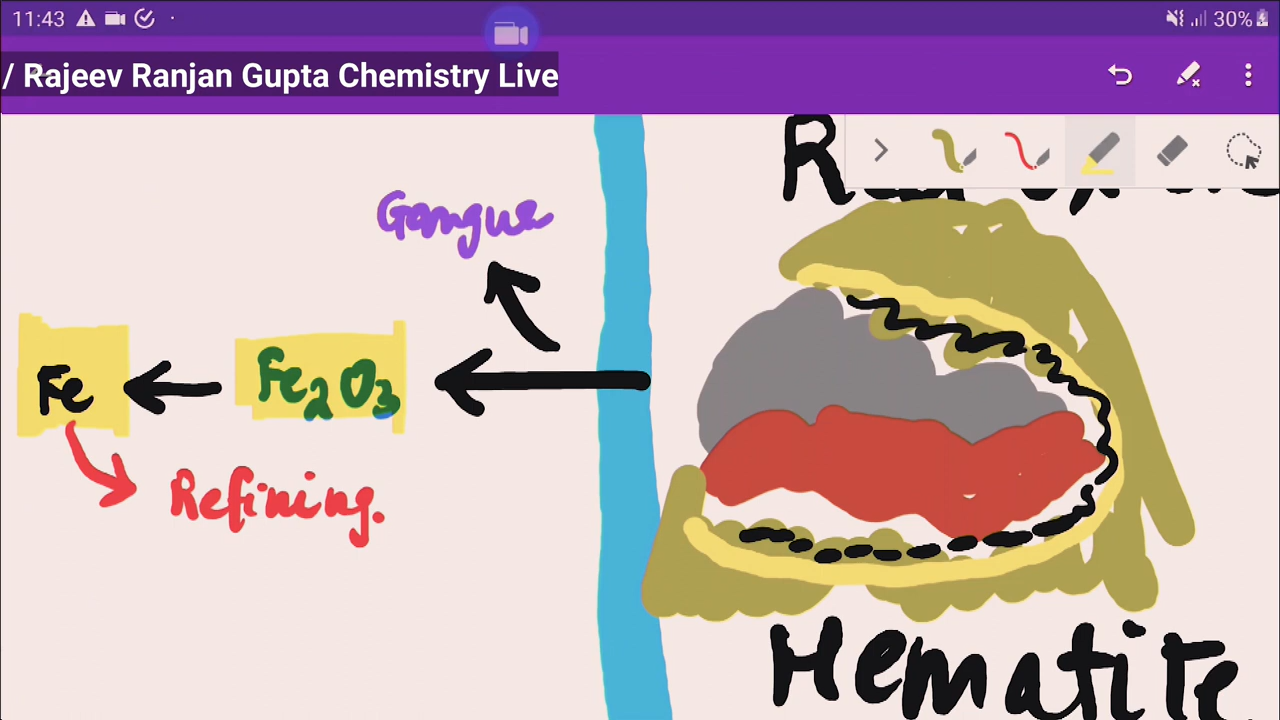 11:43
30%
/ Rajeev Ranjan Gupta Chemistry Live
Gangue
Fe
Fe2O3
Refining.
Hematite